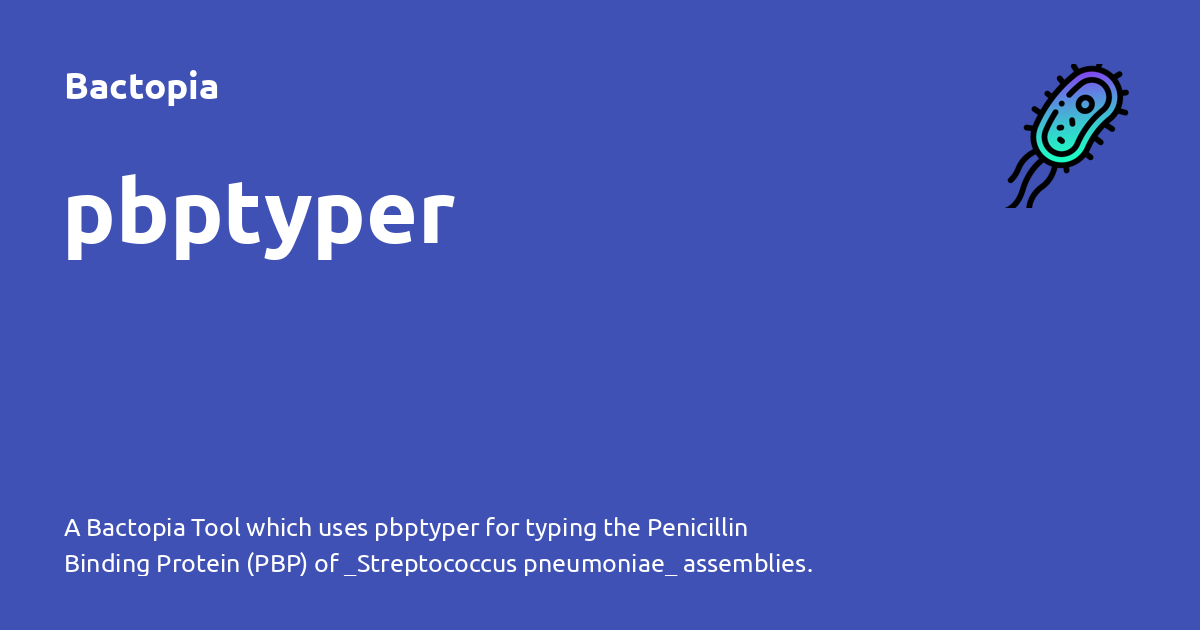 Bactopia
pbptyper
A Bactopia Tool which uses pbptyper for typing the Penicillin
Binding Protein (PBP) of _Streptococcus pneumoniae_ assemblies.